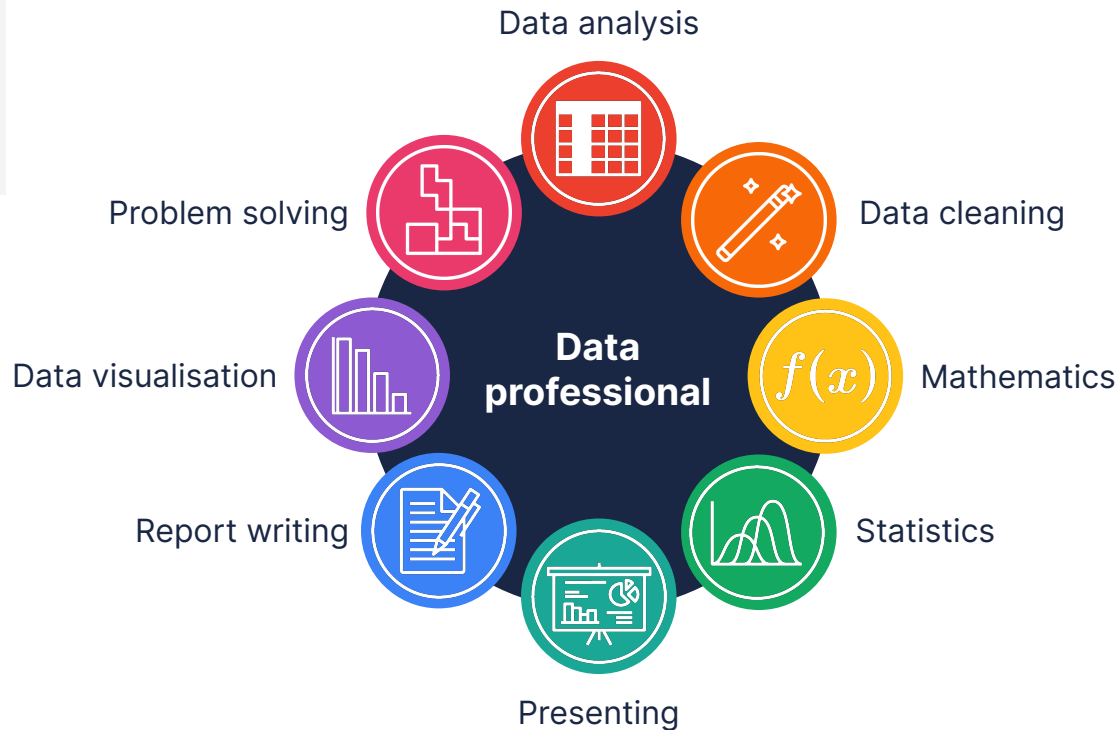 Data analysis
Problem solving
Data cleaning
Data
professional
Data visualisation
f(x)
Mathematics
Report writing
Statistics
Presenting